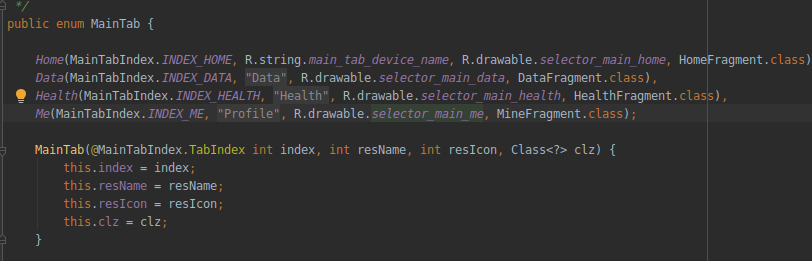 */
public enum MainTab {
Home(MainTabIndex.INDEX_HOME, R.string.main_tab_device_name, R.drawable.selector_main_home, HomeFragment.class)
Data(MainTabIndex.INDEX_DATA, "Data", R.drawable.selector_main_data, DataFragment.class),
Health(MainTabIndex.INDEX_HEALTH, "Health", R.drawable.selector_main_health, HealthFragment.class),
Me(MainTabIndex.INDEX_ME, "Profile", R.drawable.selector_main_me, MineFragment.class);
MainTab(@MainTabIndex.TabIndex int index, int resName, int resIcon, Class<?> clz) {
this.index = index;
this.resName = resName;
this.resIcon = resIcon;
this.clz = clz;
}